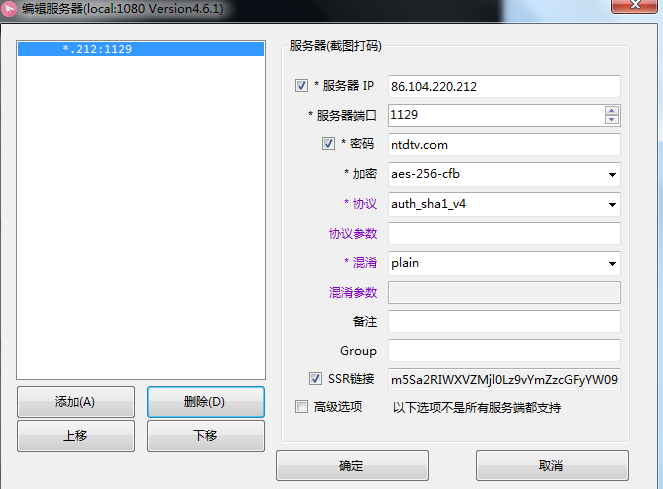 编辑服务器(local:1080 Version4.6.1)
*.212:1129
服务器(截图打码)
* 服务器 IP 86.104.220.212
* 服务器端口 1129
* 密码 ntdtv.com
* 加密 aes-256-cfb
* 协议 auth_sha1_v4
协议参数
* 混淆 plain
混淆参数
备注
Group
SSR链接 m5Sa2RIWXVZMjl0Lz9vYmZzcGFyYW09
高级选项 以下选项不是所有服务端都支持
添加(A) 删除(D)
上移 下移
确定 取消